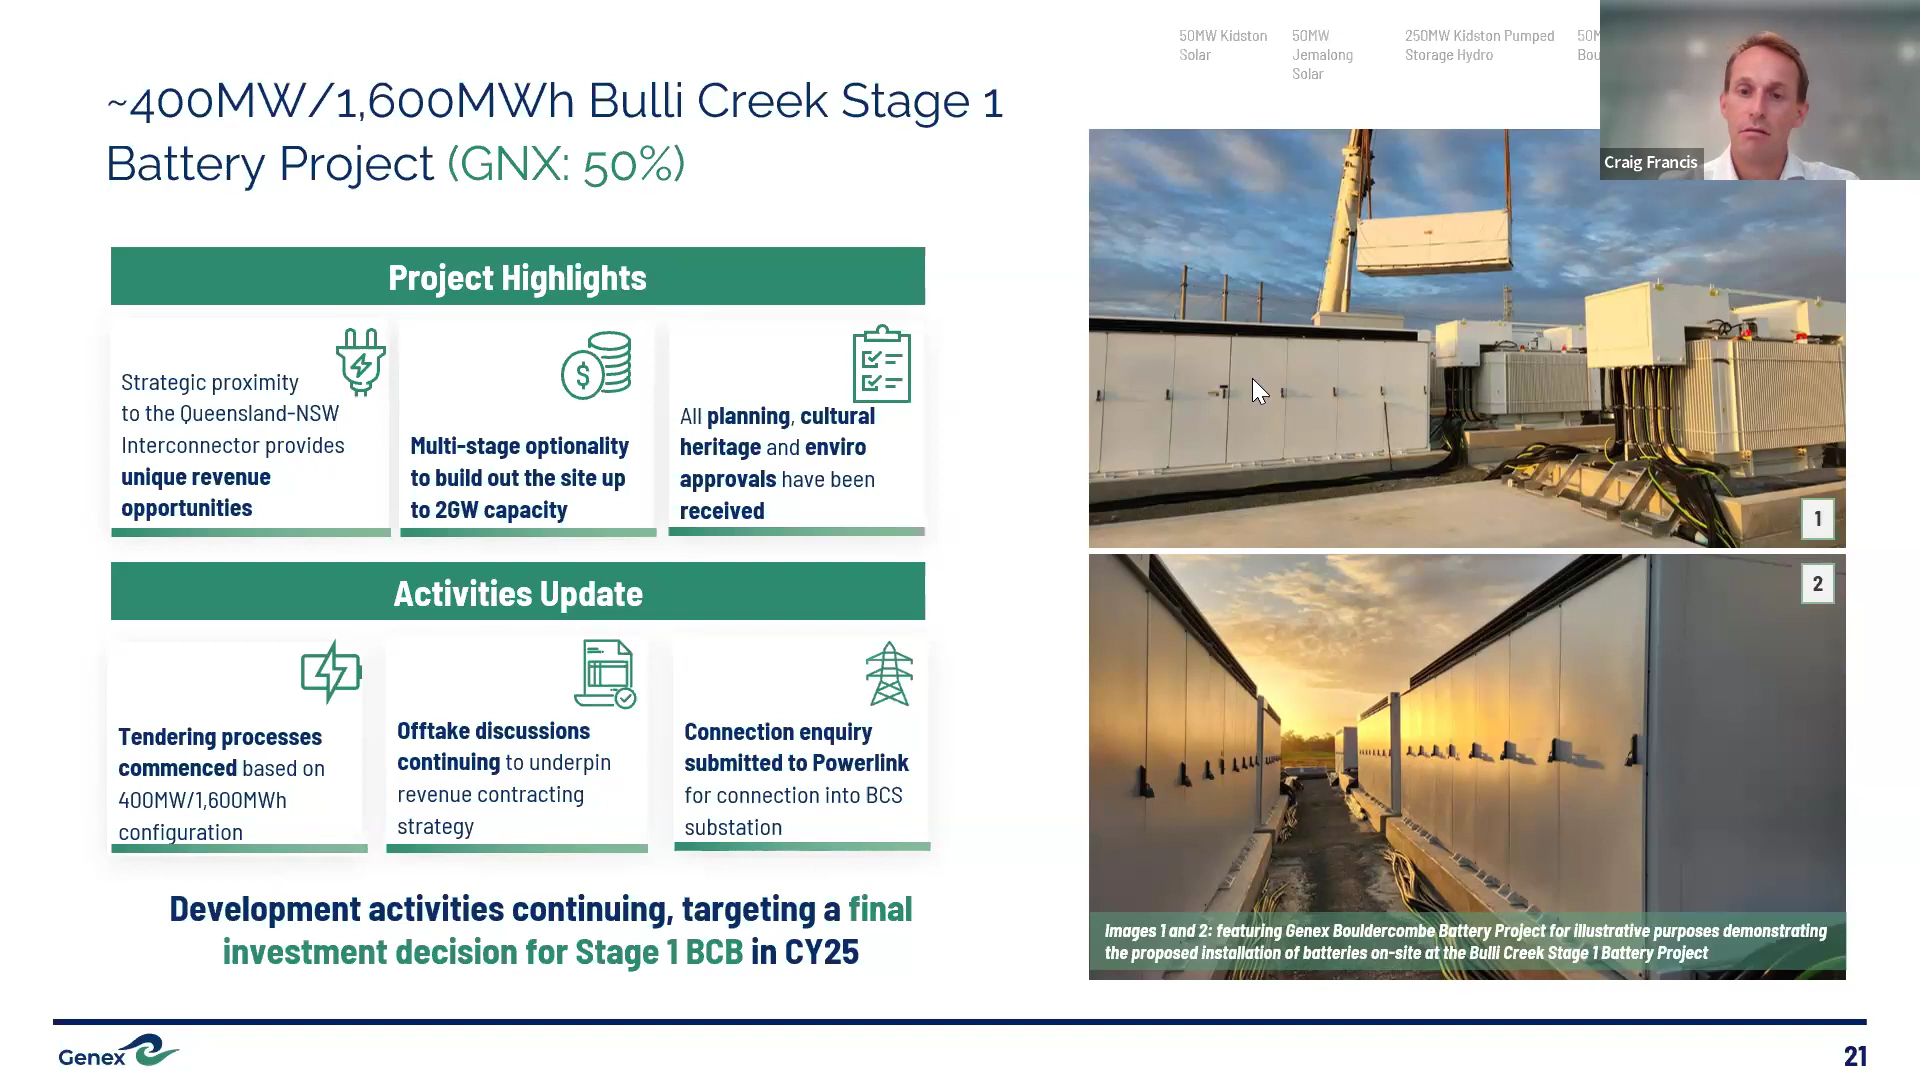 50MW Kidston
Solar
50MW
Jemalong
Solar
250MW Kidston Pumped
Storage Hydro
Craig Francis
~400MW/1,600MWh Bulli Creek Stage 1
Battery Project (GNX: 50%)
Project Highlights
Strategic proximity
to the Queensland-NSW
Interconnector provides
unique revenue
opportunities
Multi-stage optionality
to build out the site up
to 2GW capacity
All planning, cultural
heritage and enviro
approvals have been
received
Activities Update
Tendering processes
commenced based on
400MW/1,600MWh
configuration
Offtake discussions
continuing to underpin
revenue contracting
strategy
Connection enquiry
submitted to Powerlink
for connection into BCS
substation
Development activities continuing, targeting a final
investment decision for Stage 1 BCB in CY25
1
2
Images 1 and 2: featuring Genex Bouldercombe Battery Project for illustrative purposes demonstrating
the proposed installation of batteries on-site at the Bulli Creek Stage 1 Battery Project
Genex
21